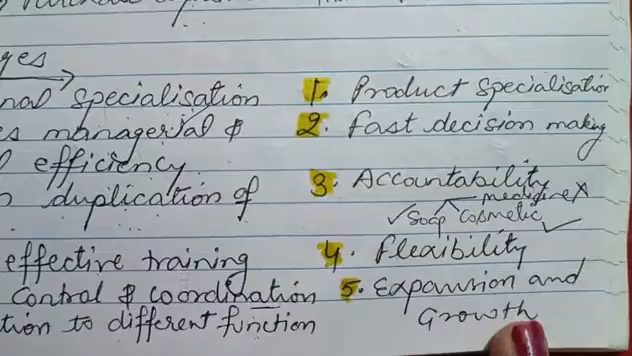 ges
nal specialisation
s managerial &
efficiency
duplication of
effective training
control & coordination
tion to different function
1. Product specialisation
2. fast decision making
3. Accountability
medicine X
✓ Soap cosmetic ✓
4. flexibility
5. Expansion and
Growth